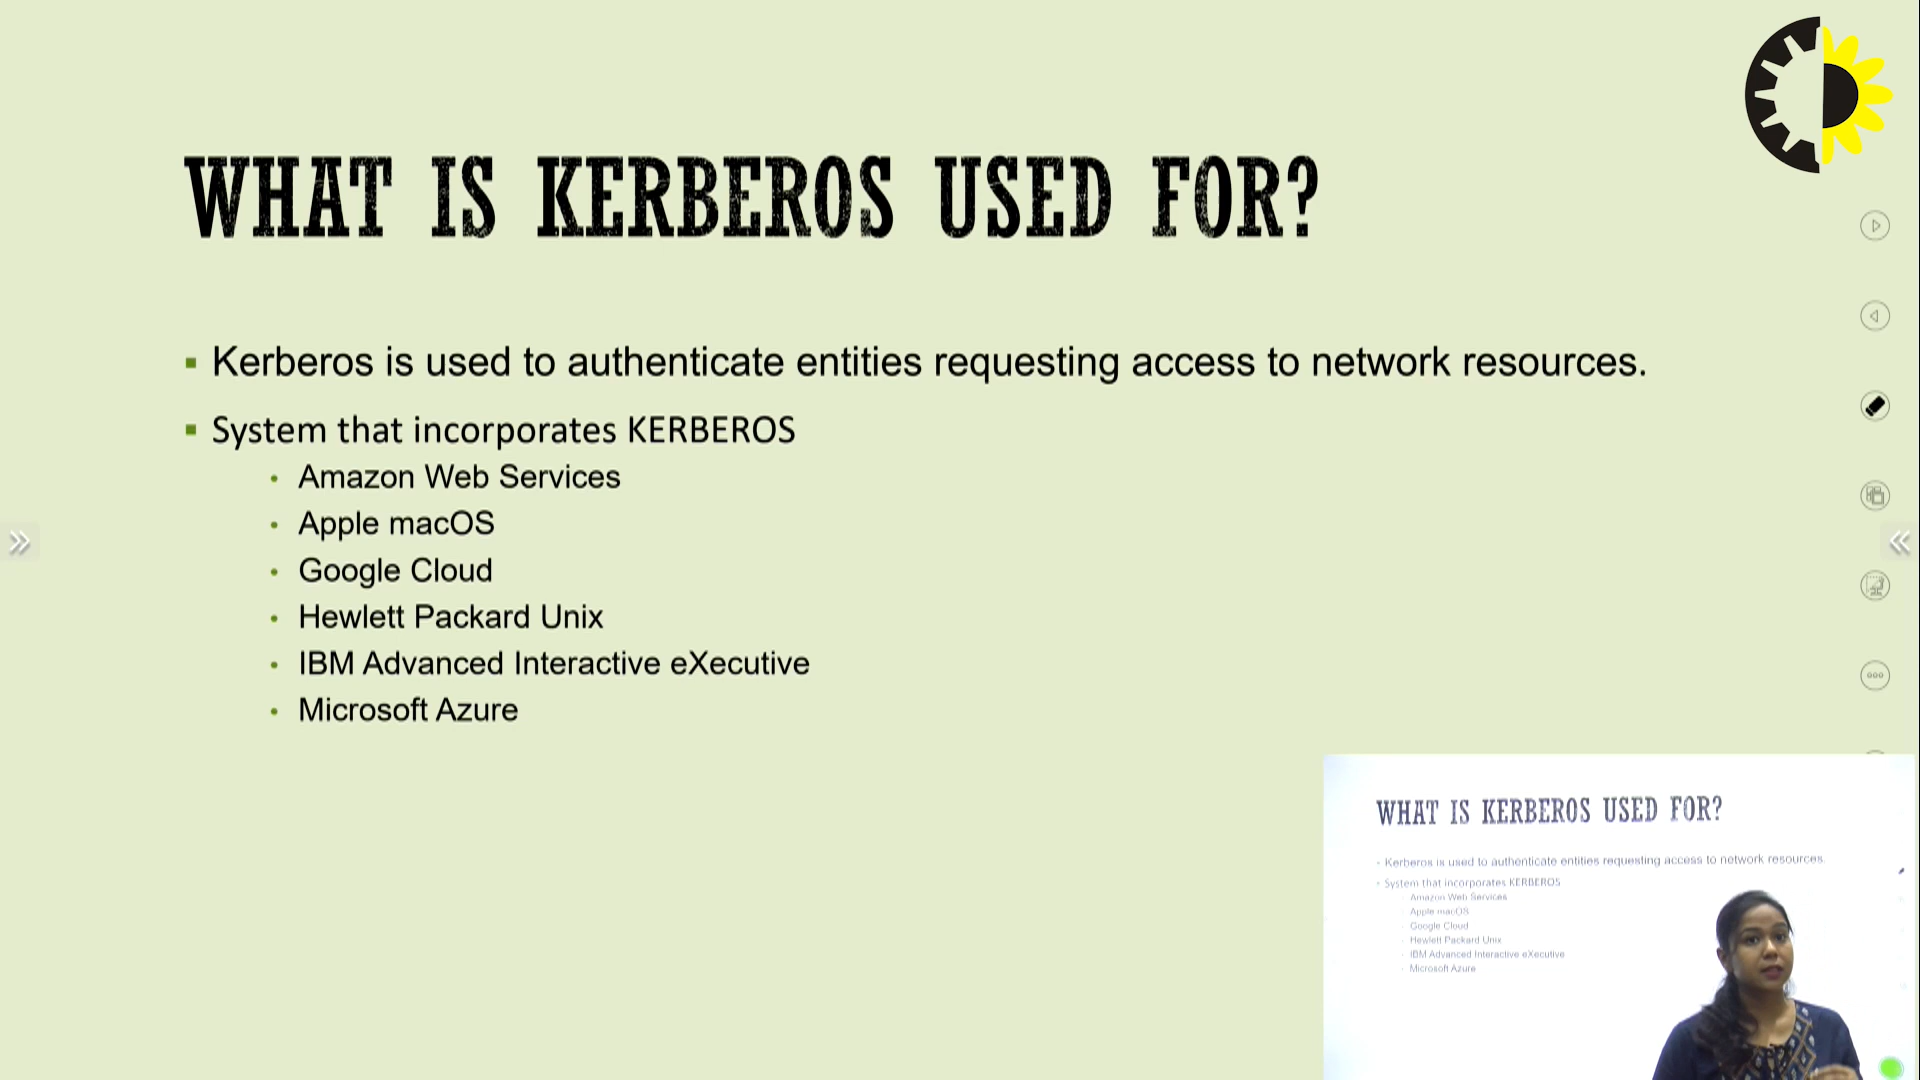 WHAT IS KERBEROS USED FOR?
Kerberos is used to authenticate entities requesting access to network resources.
System that incorporates KERBEROS
Amazon Web Services
Apple macOS
Google Cloud
Hewlett Packard Unix
IBM Advanced Interactive eXecutive
Microsoft Azure
WHAT IS KERBEROS USED FOR?
Kerberos is used to authenticate entities requesting access to network resources.
System that incorporates KERBEROS
Amazon Web Services
Apple macOS
Google Cloud
Hewlett Packard Unix
IBM Advanced Interactive eXecutive
Microsoft Azure